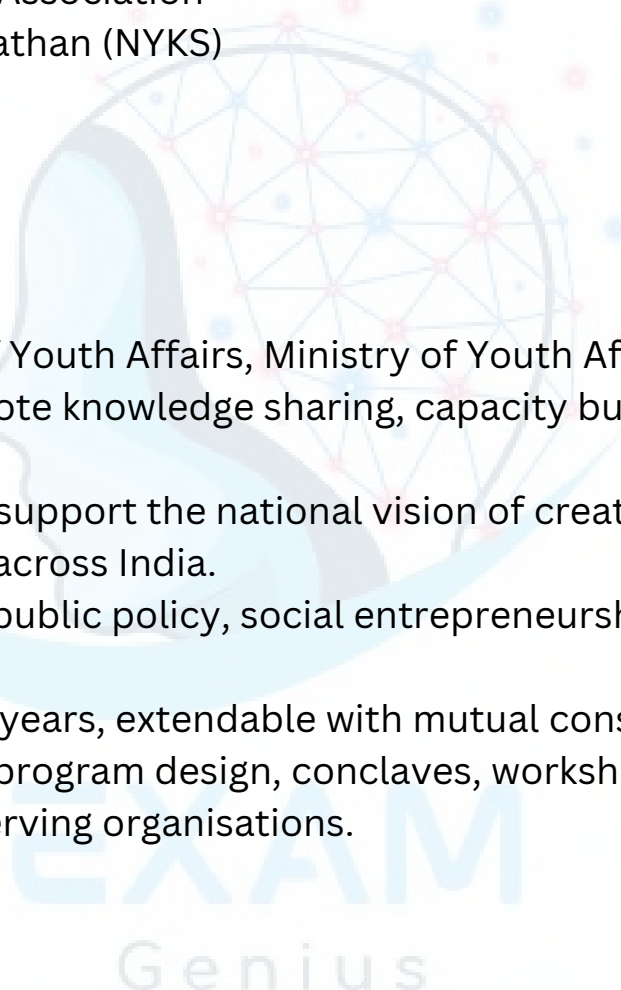 Association
athan (NYKS)
Youth Affairs, Ministry of Youth Af
ote knowledge sharing, capacity bu
support the national vision of creat
across India.
public policy, social entrepreneursh
years, extendable with mutual cons
program design, conclaves, worksh
erving organisations.
EXAM
Genius